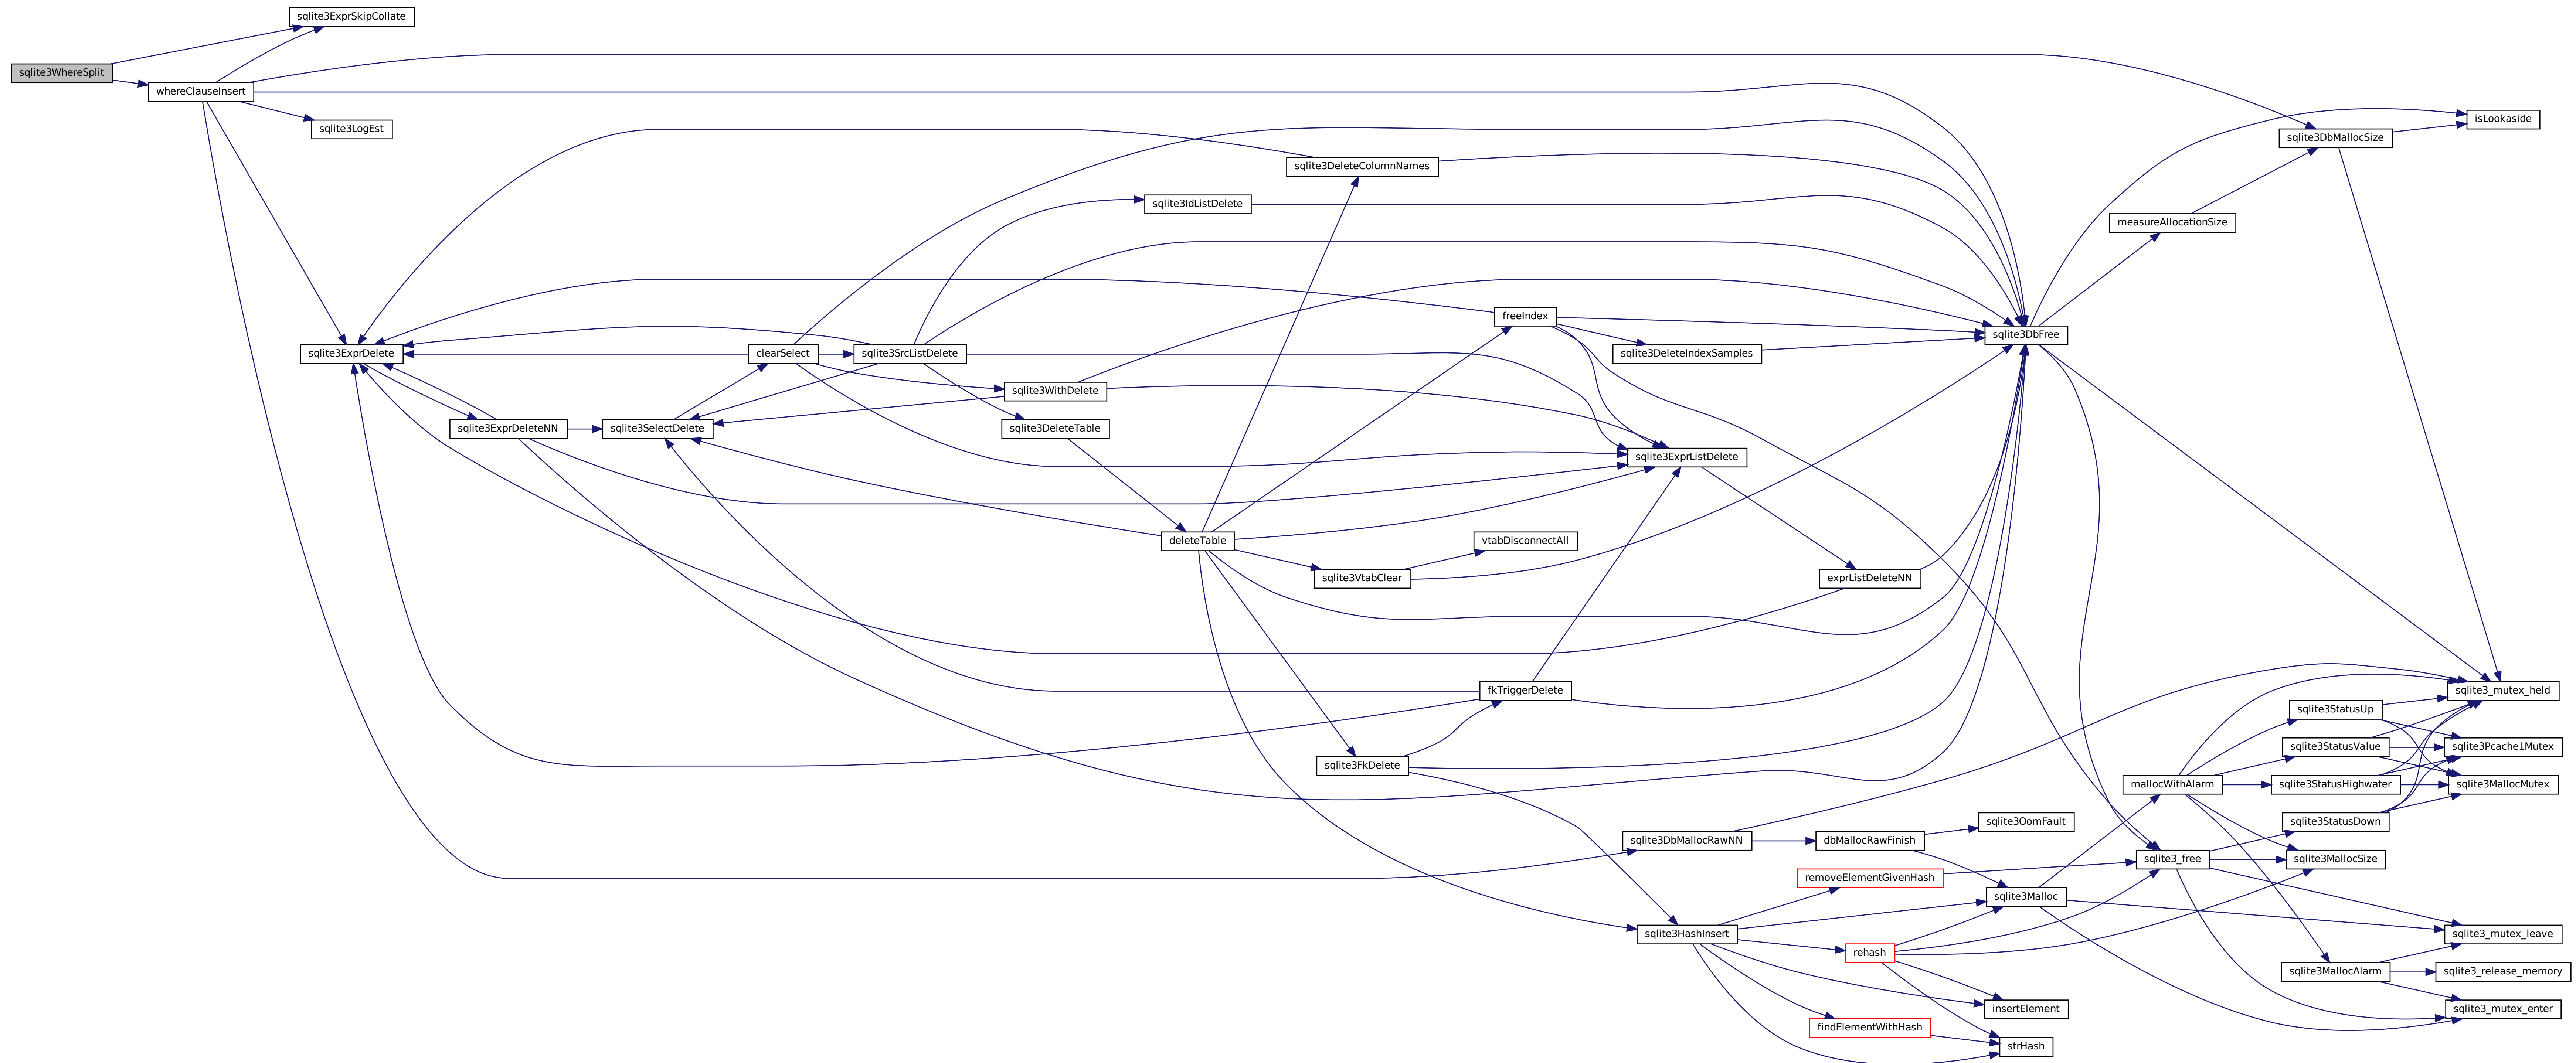 sqlite3ExprSkipCollate
sqlite3WhereSplit
whereClauseInsert
sqlite3LogEst
isLookaside
sqlite3DbMallocSize
sqlite3DeleteColumnNames
sqlite3IdListDelete
measureAllocationSize
freeIndex
sqlite3DbFree
sqlite3ExprDelete
clearSelect
sqlite3SrcListDelete
sqlite3DeleteIndexSamples
sqlite3WithDelete
sqlite3ExprDeleteNN
sqlite3SelectDelete
sqlite3DeleteTable
sqlite3ExprListDelete
deleteTable
vtabDisconnectAll
sqlite3VtabClear
exprListDeleteNN
fkTriggerDelete
sqlite3_mutex_held
sqlite3StatusUp
sqlite3StatusValue
sqlite3Pcache1Mutex
sqlite3FkDelete
mallocWithAlarm
sqlite3StatusHighwater
sqlite3MallocMutex
sqlite3OomFault
sqlite3StatusDown
sqlite3DbMallocRawNN
dbMallocRawFinish
sqlite3_free
sqlite3MallocSize
removeElementGivenHash
sqlite3Malloc
sqlite3HashInsert
sqlite3_mutex_leave
rehash
sqlite3MallocAlarm
sqlite3_release_memory
insertElement
sqlite3_mutex_enter
findElementWithHash
strHash